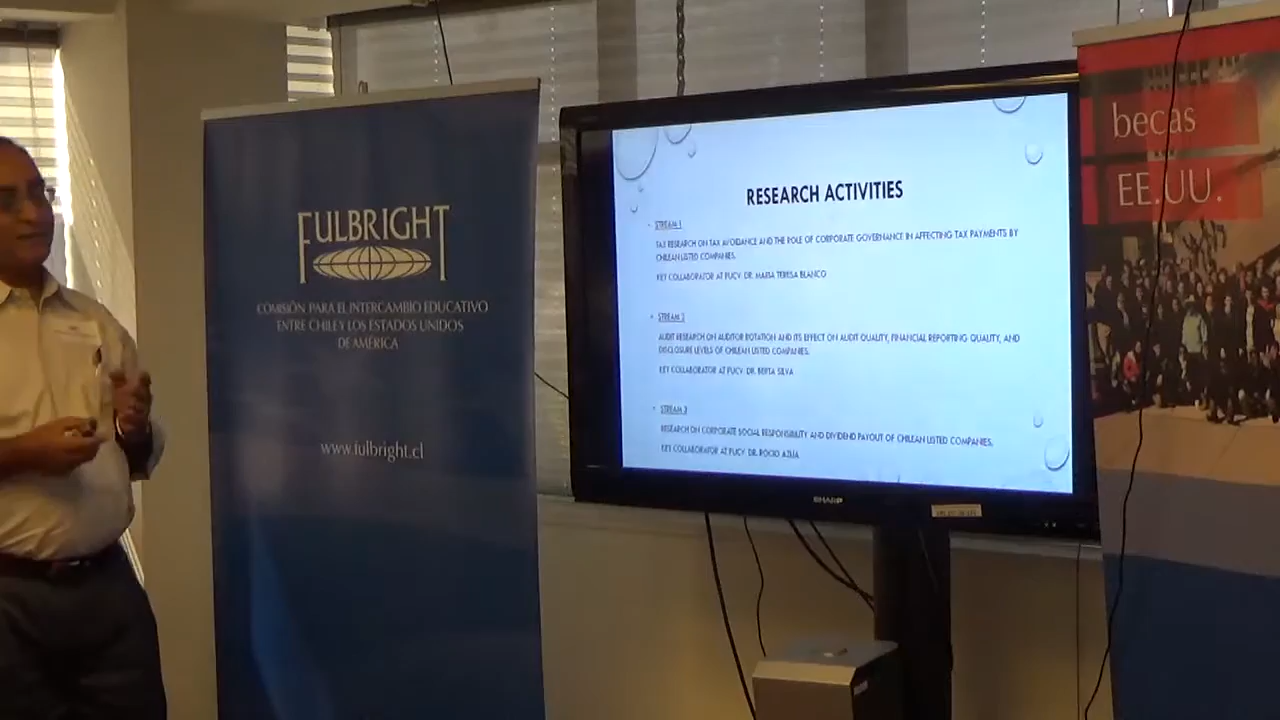 FULBRIGHT
COMISIÓN PARA EL INTERCAMBIO EDUCATIVO
ENTRE CHILE Y LOS ESTADOS UNIDOS
DE AMÉRICA
www.fulbright.cl
RESEARCH ACTIVITIES
STREAM 1
TAX RESEARCH ON TAX AVOIDANCE AND THE ROLE OF CORPORATE GOVERNANCE IN AFFECTING TAX PAYMENTS BY
CHILEAN LISTED COMPANIES.
KEY COLLABORATOR AT PUCV: DR. MARIA TERESA BLANCO
STREAM 2
AUDIT RESEARCH ON AUDITOR ROTATION AND ITS EFFECT ON AUDIT QUALITY, FINANCIAL REPORTING QUALITY, AND
DISCLOSURE LEVELS OF CHILEAN LISTED COMPANIES.
KEY COLLABORATOR AT PUCV: DR. BERTA SILVA
STREAM 3
RESEARCH ON CORPORATE SOCIAL RESPONSIBILITY AND DIVIDEND PAYOUT OF CHILEAN LISTED COMPANIES.
KEY COLLABORATOR AT PUCV: DR. ROCIO
SHARP
becas
EE.UU.